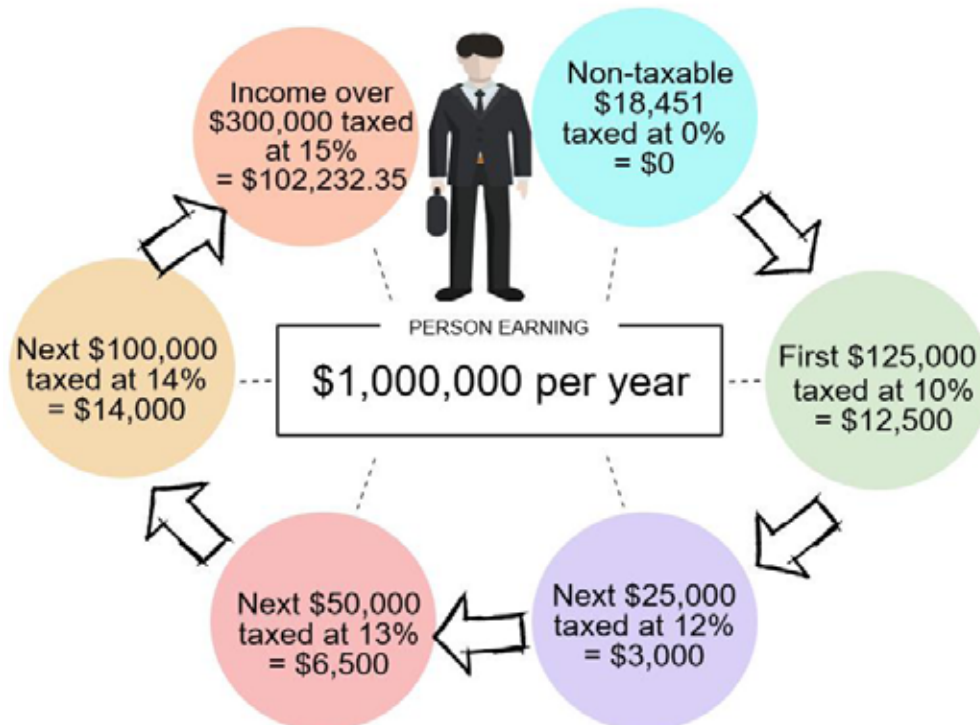 PERSON EARNING
$1,000,000 per year
Non-taxable
$18,451
taxed at 0%
= $0
First $125,000
taxed at 10%
= $12,500
Next $25,000
taxed at 12%
= $3,000
Next $50,000
taxed at 13%
= $6,500
Next $100,000
taxed at 14%
= $14,000
Income over
$300,000 taxed
at 15%
= $102,232.35